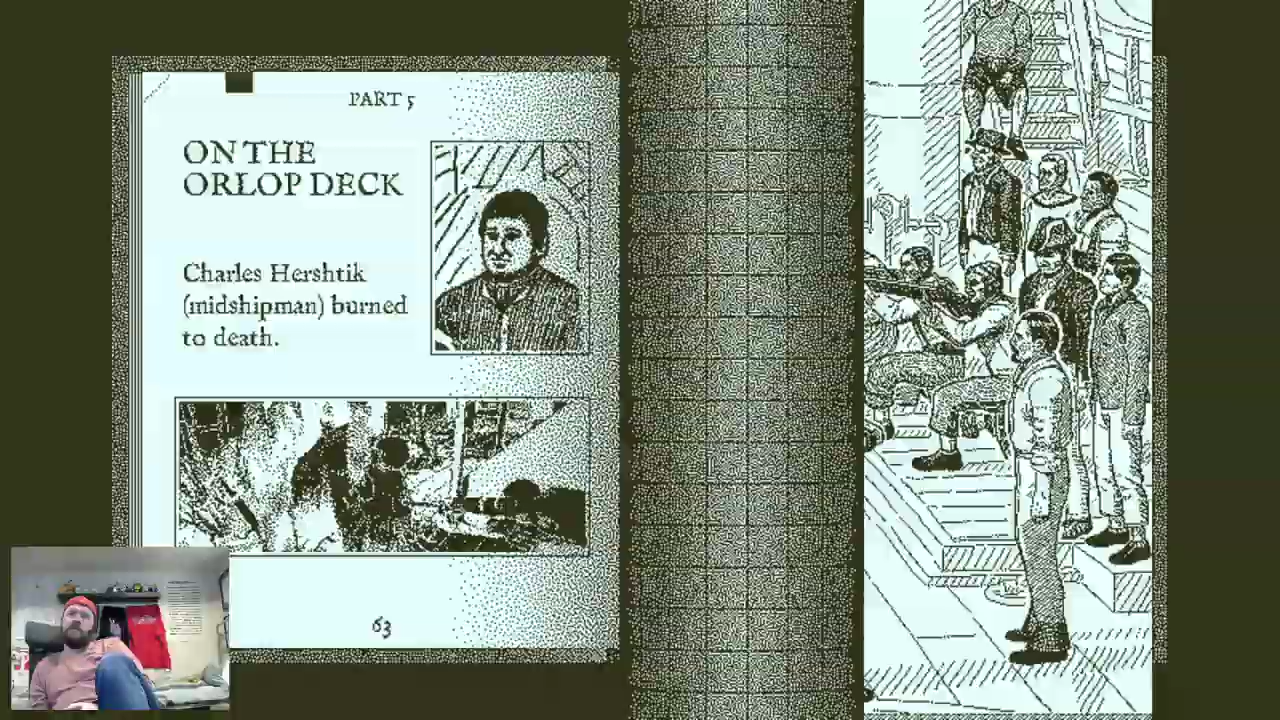 PART 5
ON THE
ORLOP DECK
Charles Hershtik
(midshipman) burned
to death.
63